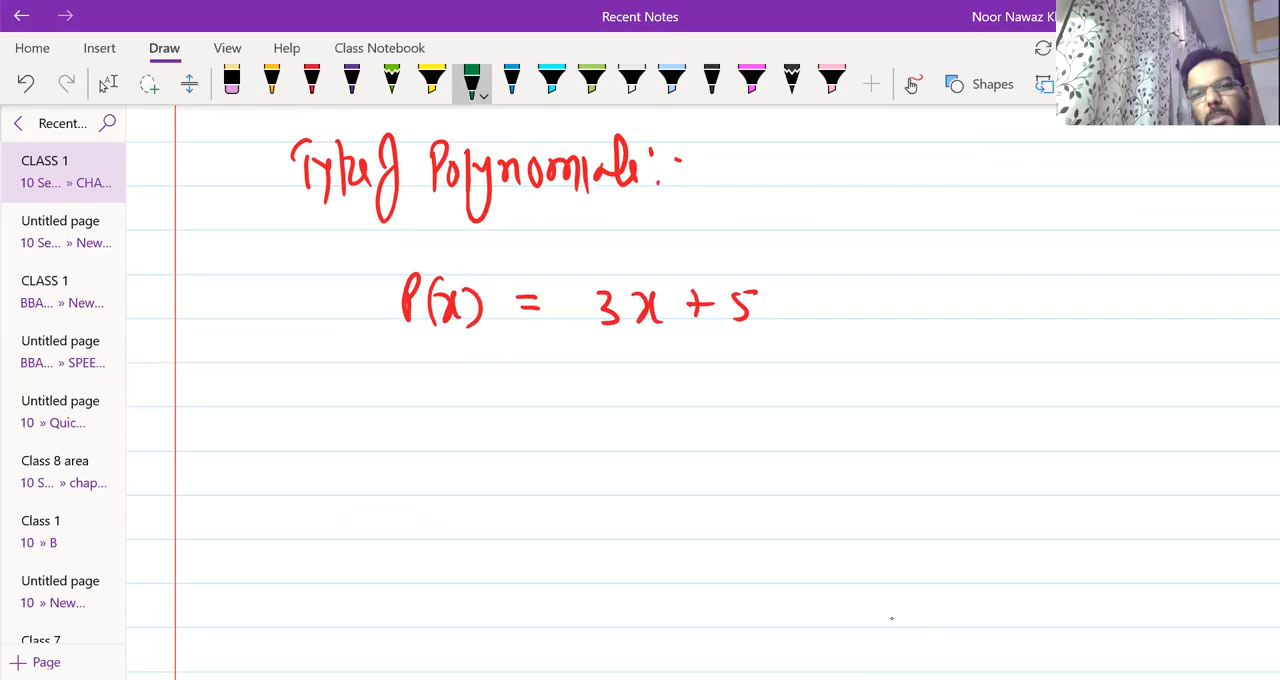 Recent Notes
Noor Nawaz K
Home Insert Draw View Help Class Notebook
Shapes
Recent...
CLASS 1
10 Se... » CHA...
Untitled page
10 Se... » New...
CLASS 1
BBA... » New...
Untitled page
BBA... » SPEE...
Untitled page
10 » Quic...
Class 8 area
10 S... » chap...
Class 1
10 » B
Untitled page
10 » New...
Class 7
Page
Polynomials :-
P(x) = 3x + 5